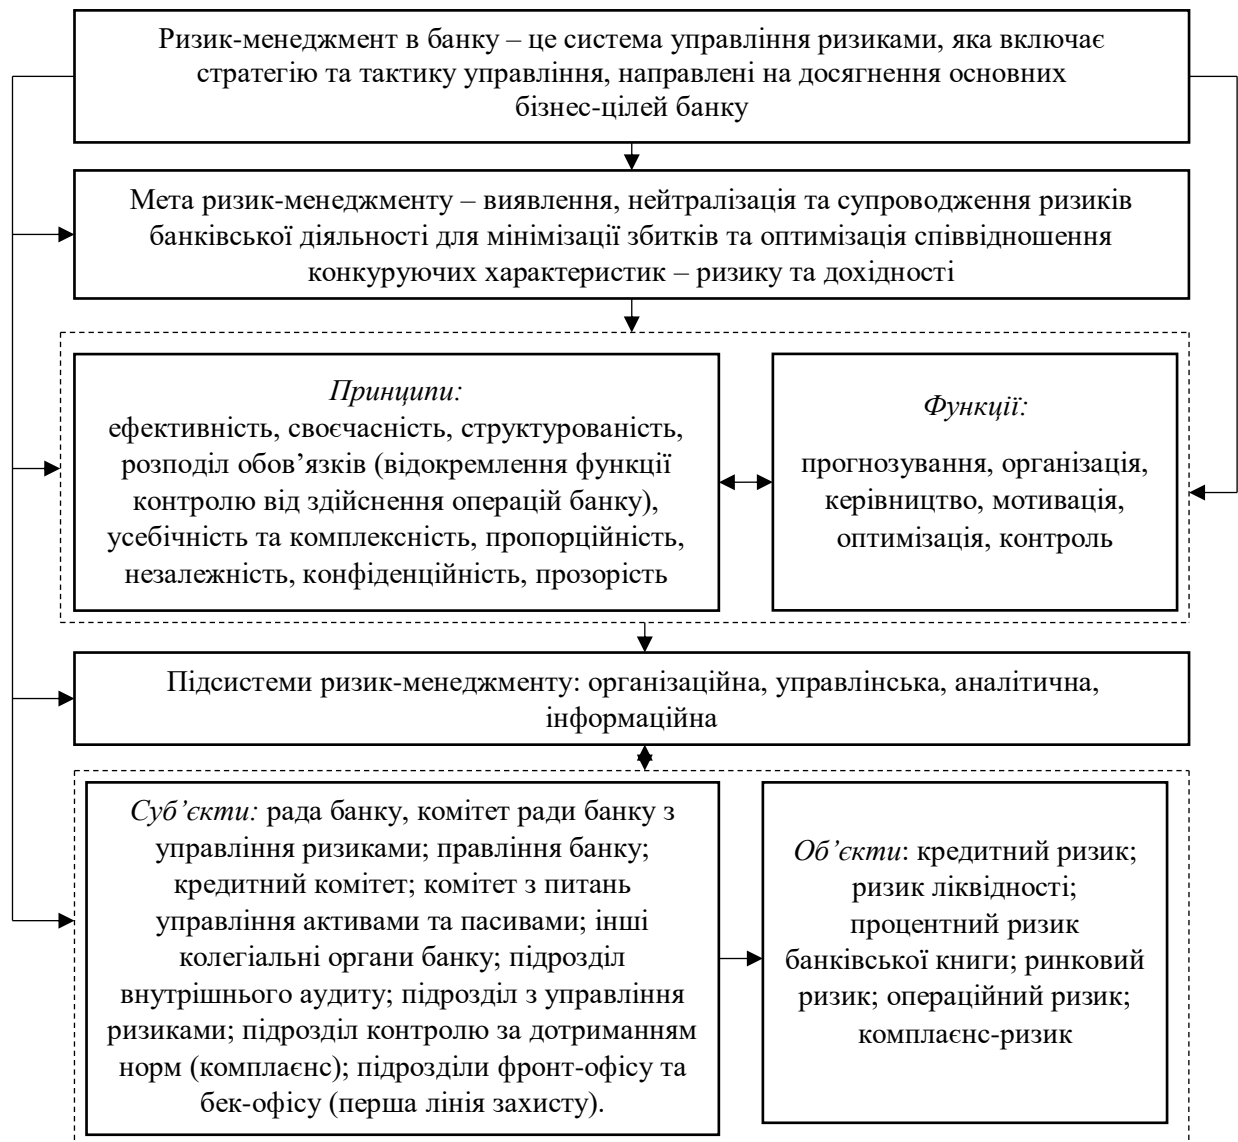 Ризик-менеджмент в банку – це система управління ризиками, яка включає
стратегію та тактику управління, направлені на досягнення основних
бізнес-цілей банку
Мета ризик-менеджменту – виявлення, нейтралізація та супроводження ризиків
банківської діяльності для мінімізації збитків та оптимізація співвідношення
конкуруючих характеристик – ризику та дохідності
Принципи:
ефективність, своєчасність, структурованість,
розподіл обов’язків (відокремлення функції
контролю від здійснення операцій банку),
усебічність та комплексність, пропорційність,
незалежність, конфіденційність, прозорість
Функції:
прогнозування, організація,
керівництво, мотивація,
оптимізація, контроль
Підсистеми ризик-менеджменту: організаційна, управлінська, аналітична,
інформаційна
Суб’єкти: рада банку, комітет ради банку з
управління ризиками; правління банку;
кредитний комітет; комітет з питань
управління активами та пасивами; інші
колегіальні органи банку; підрозділ
внутрішнього аудиту; підрозділ з управління
ризиками; підрозділ контролю за дотриманням
норм (комплаєнс); підрозділи фронт-офісу та
бек-офісу (перша лінія захисту).
Об’єкти: кредитний ризик;
ризик ліквідності;
процентний ризик
банківської книги; ринковий
ризик; операційний ризик;
комплаєнс-ризик